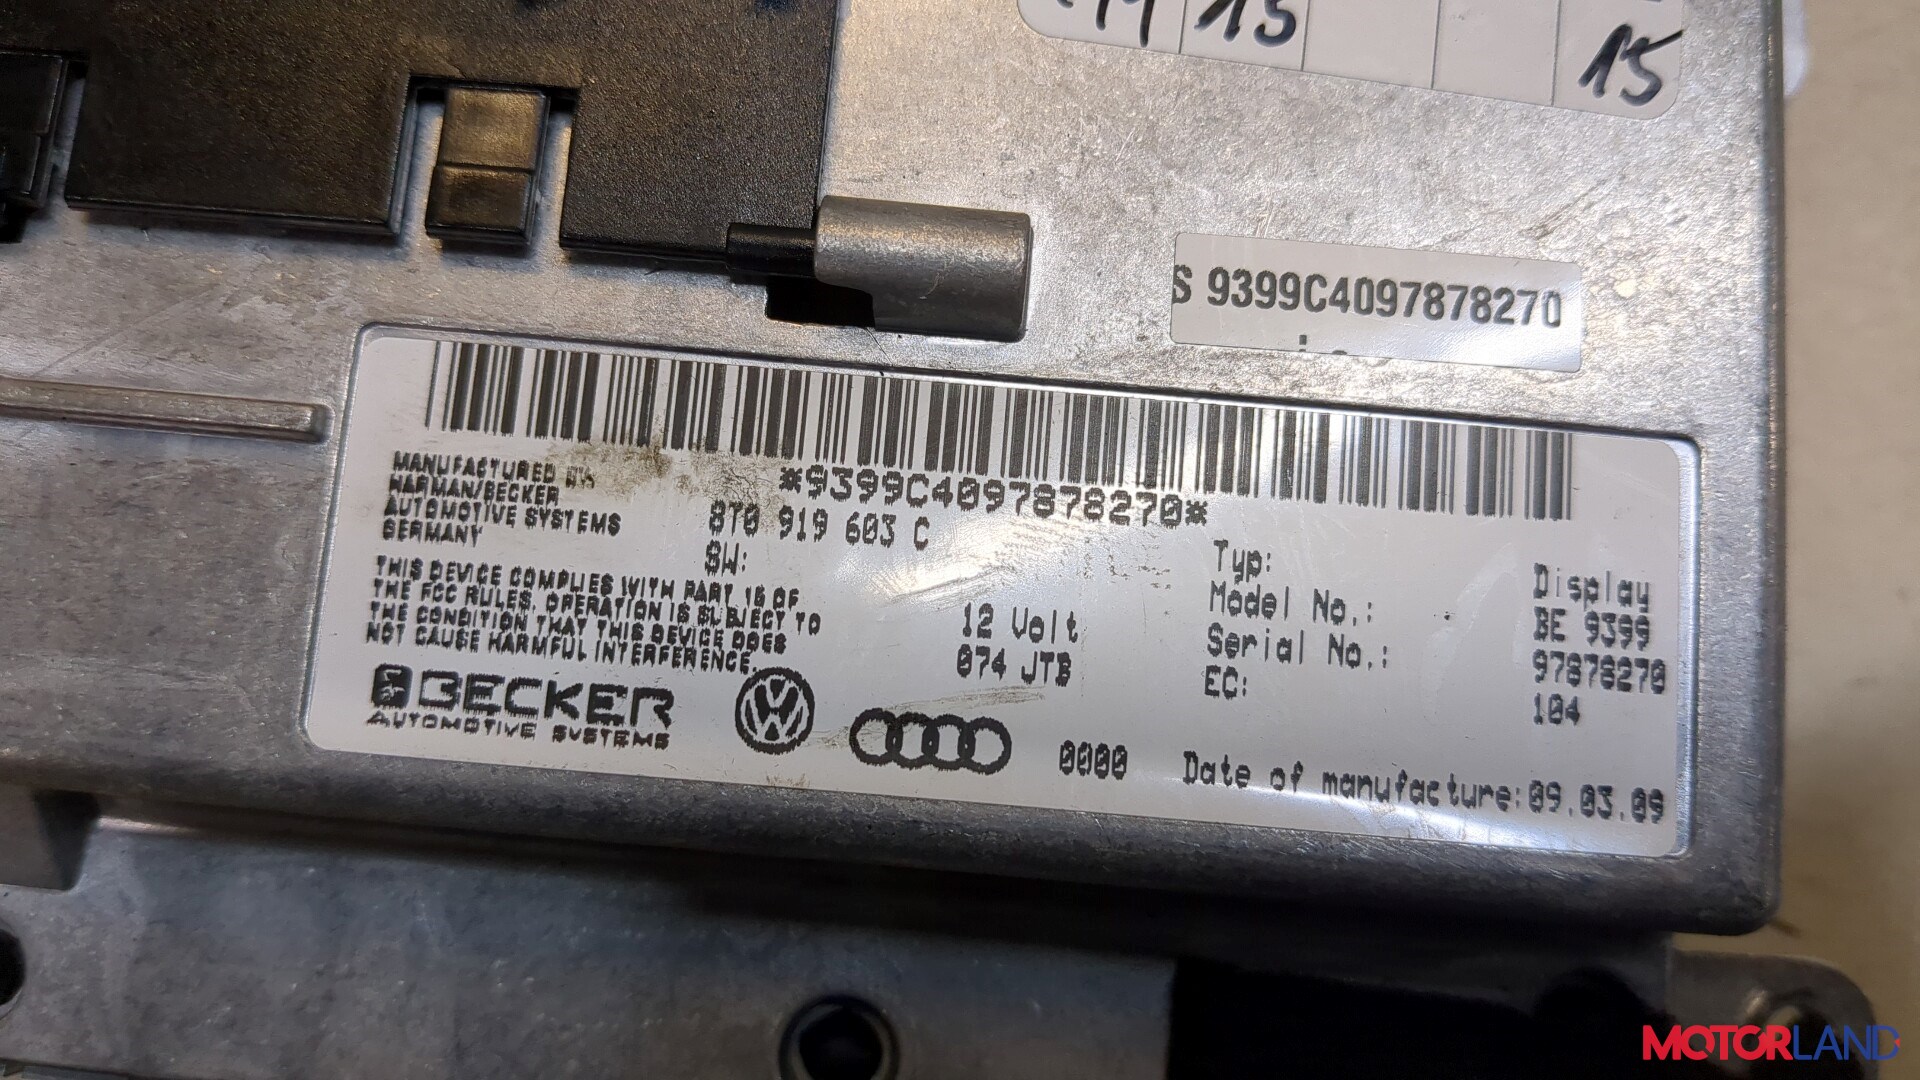 15
15
S 9399C4097878270
*9399C4097878270*
MANUFACTURED BY
HARMAN/BECKER
AUTOMOTIVE SYSTEMS
GERMANY
8T0 919 603 C
SW:
THIS DEVICE COMPLIES WITH PART 15 OF
THE FCC RULES. OPERATION IS SUBJECT TO
THE CONDITION THAT THIS DEVICE DOES
NOT CAUSE HARMFUL INTERFERENCE.
12 Volt
074 JTB
Typ: Display
Model No.: BE 9399
Serial No.: 97878270
EC: 104
BECKER
AUTOMOTIVE SYSTEMS
0000
Date of manufacture:09.03.09
MOTORLAND